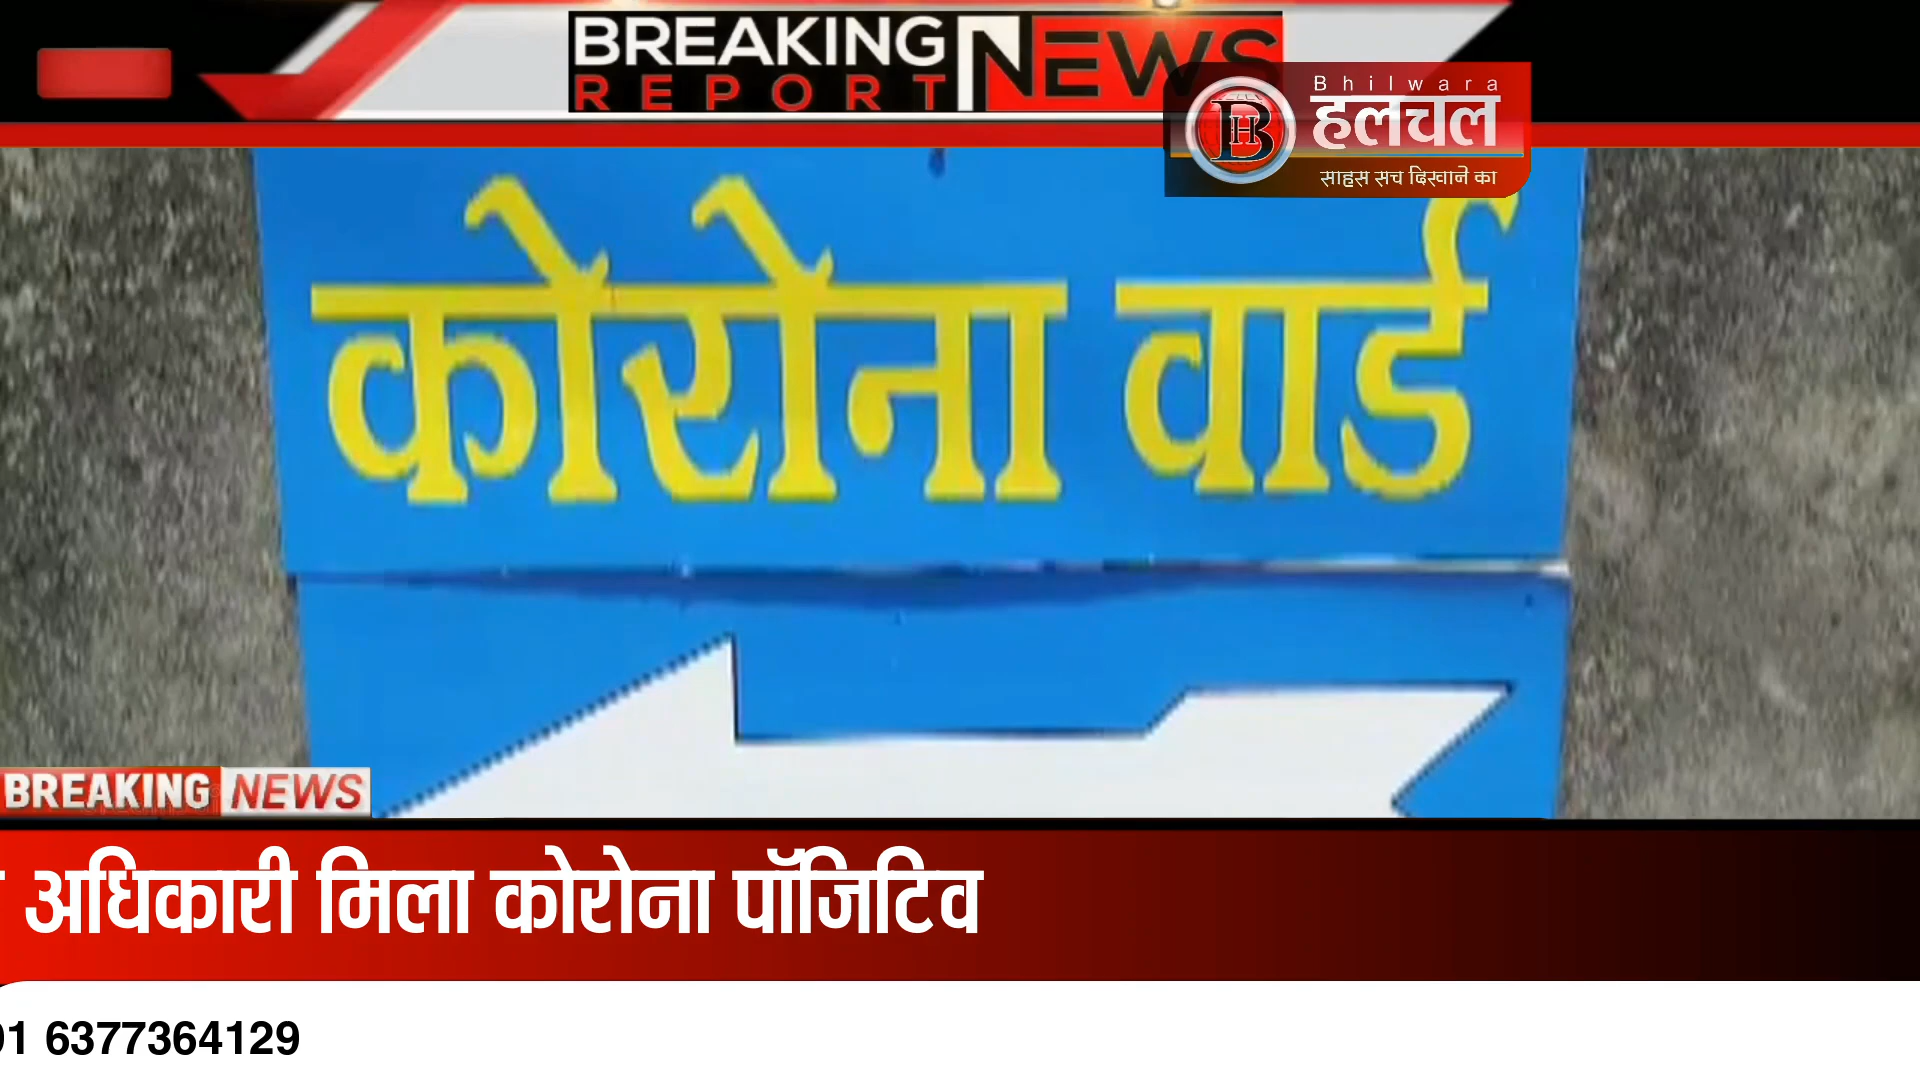 BREAKING NEWS
REPORT
Bhilwara
हलचल
साहस सच दिखाने का
कोरोना वार्ड
BREAKING NEWS
अधिकारी मिला कोरोना पॉजिटिव
6377364129